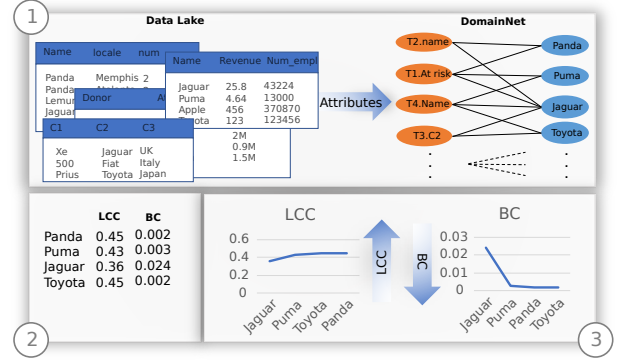 1
Data Lake
DomainNet
Name locale num
Panda Memphis 2
Panda
Lemur
Jaguar
Donor
Name Revenue Num_empl
Jaguar 25.8 43224
Puma 4.64 13000
Apple 456 370870
Toyota 123 123456
2M
0.9M
1.5M
C1 C2 C3
Xe Jaguar UK
500 Fiat Italy
Prius Toyota Japan
Attributes
T2.name
T1.At risk
T4.Name
T3.C2
Panda
Puma
Jaguar
Toyota
LCC BC
Panda 0.45 0.002
Puma 0.43 0.003
Jaguar 0.36 0.024
Toyota 0.45 0.002
2
LCC
0.6
0.4
0.2
0
Jaguar
Puma
Toyota
Panda
LCC
BC
BC
0.03
0.02
0.01
0
Jaguar
Puma
Panda
Toyota
3